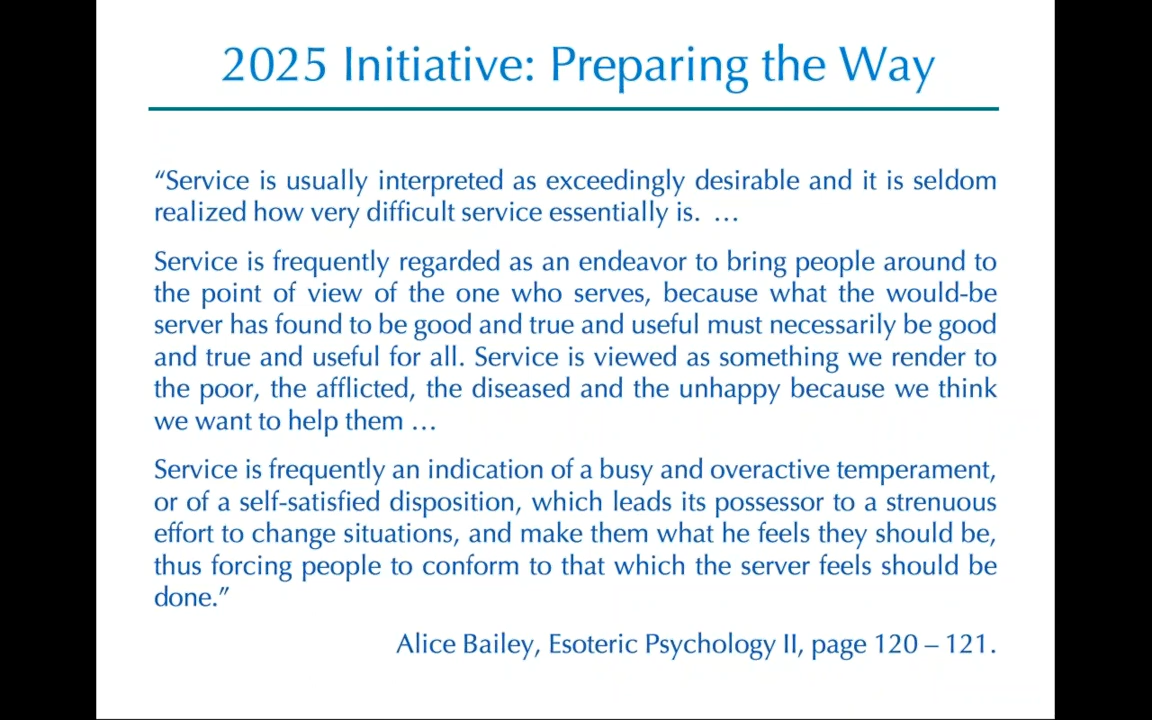 2025 Initiative: Preparing the Way
“Service is usually interpreted as exceedingly desirable and it is seldom
realized how very difficult service essentially is.  …
Service is frequently regarded as an endeavor to bring people around to
the point of view of the one who serves, because what the would-be
server has found to be good and true and useful must necessarily be good
and true and useful for all. Service is viewed as something we render to
the poor, the afflicted, the diseased and the unhappy because we think
we want to help them …
Service is frequently an indication of a busy and overactive temperament,
or of a self-satisfied disposition, which leads its possessor to a strenuous
effort to change situations, and make them what he feels they should be,
thus forcing people to conform to that which the server feels should be
done.”
Alice Bailey, Esoteric Psychology II, page 120 – 121.